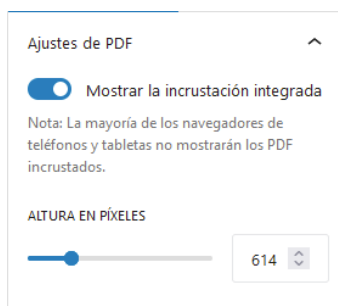 Ajustes de PDF
Mostrar la incrustación integrada
Nota: La mayoría de los navegadores de
teléfonos y tabletas no mostrarán los PDF
incrustados.
ALTURA EN PÍXELES
614